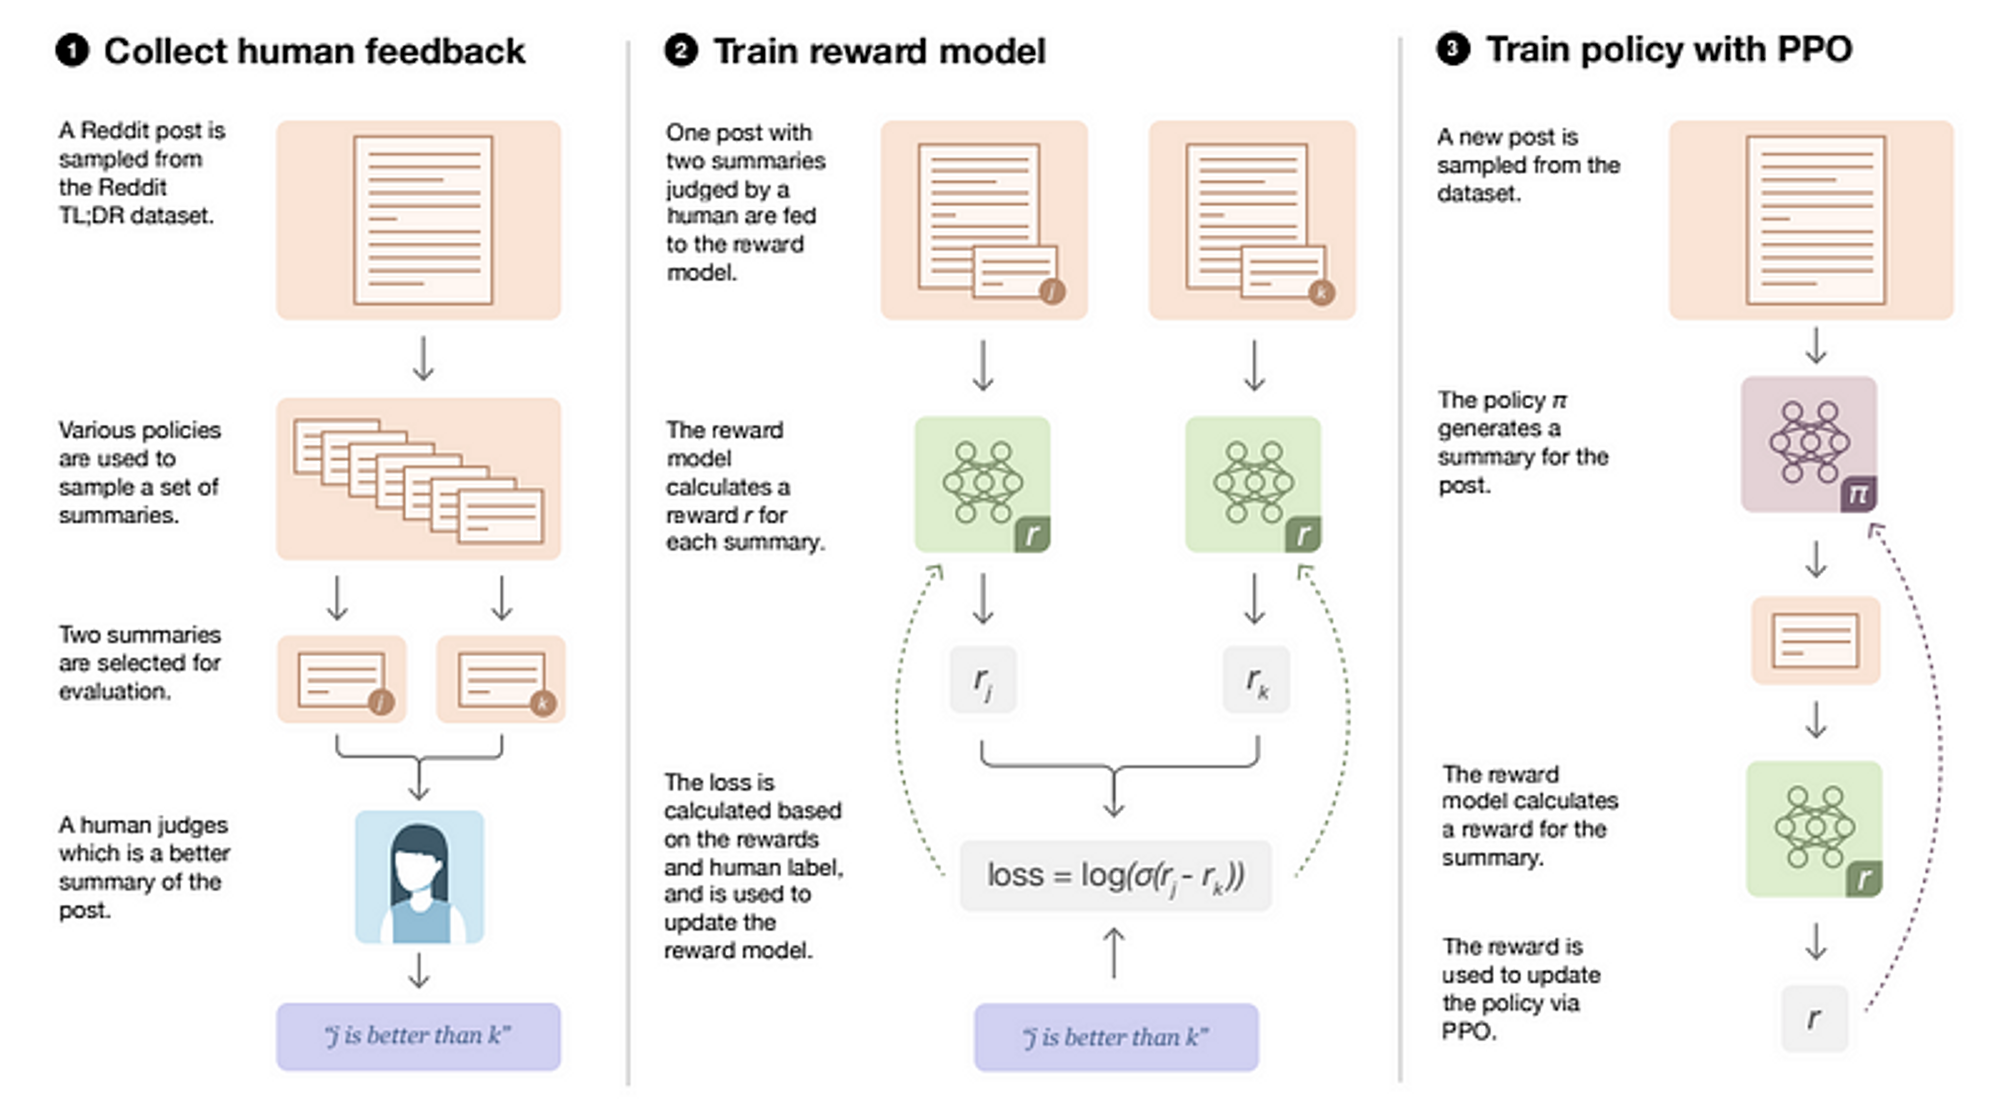 1 Collect human feedback
A Reddit post is
sampled from
the Reddit
TL;DR dataset.
Various policies
are used to
sample a set of
summaries.
Two summaries
are selected for
evaluation.
j
k
A human judges
which is a better
summary of the
post.
“j is better than k”
2 Train reward model
One post with
two summaries
judged by a
human are fed
to the reward
model.
j
k
The reward
model
calculates a
reward r for
each summary.
r
r
r_j
r_k
The loss is
calculated based
on the rewards
and human label,
and is used to
update the
reward model.
loss = log(σ(r_j - r_k))
“j is better than k”
3 Train policy with PPO
A new post is
sampled from the
dataset.
The policy π
generates a
summary for the
post.
π
The reward
model calculates
a reward for the
summary.
r
The reward is
used to update
the policy via
PPO.
r